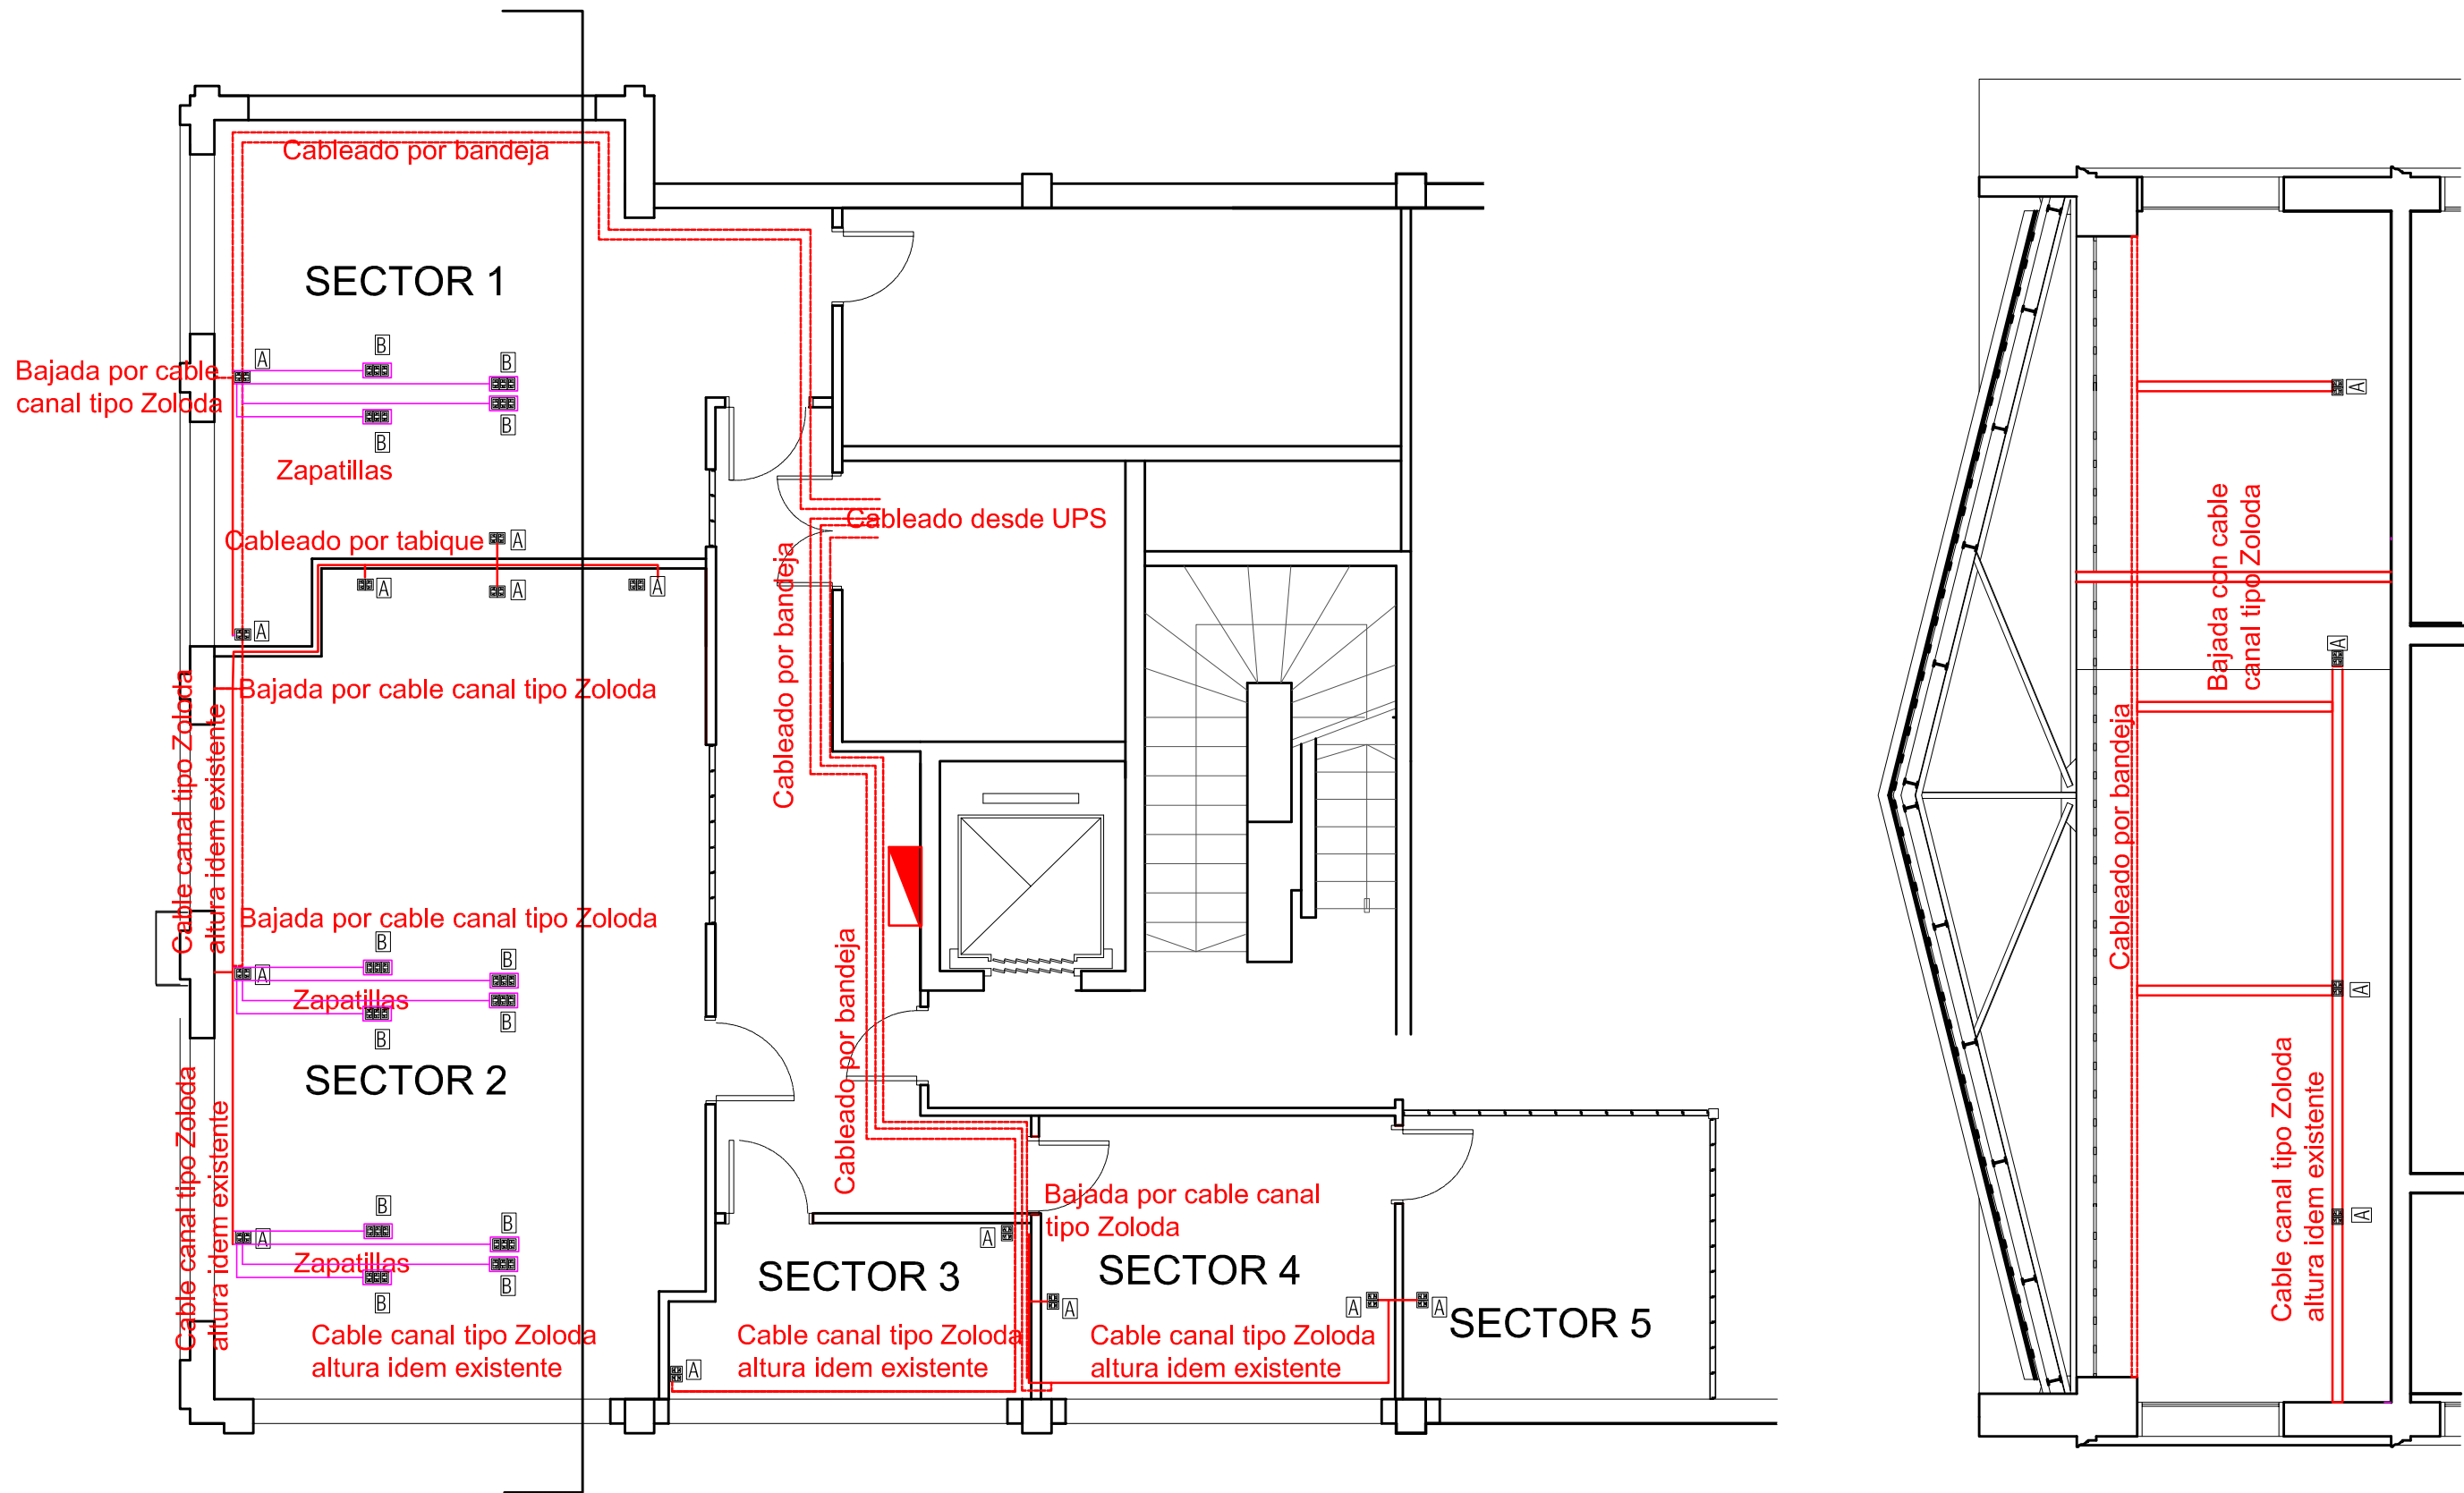 Cableado por bandeja
SECTOR 1
B
A
B
Bajada por cable
canal tipo Zoloda
B
B
Zapatillas
Cableado desde UPS
Cableado por tabique
A
A
A
A
A
Cableado por bandeja
Bajada por cable canal tipo Zoloda
Cable canal tipo Zoloda
altura idem existente
Bajada por cable canal tipo Zoloda
B
B
A
Zapatillas
B
B
Cableado por bandeja
SECTOR 2
Cable canal tipo Zoloda
altura idem existente
B
B
A
Zapatillas
B
B
Cable canal tipo Zoloda
altura idem existente
A
SECTOR 3
Cable canal tipo Zoloda
altura idem existente
A
Bajada por cable canal
tipo Zoloda
SECTOR 4
A
A
A
Cable canal tipo Zoloda
altura idem existente
SECTOR 5
A
Bajada con cable
canal tipo Zoloda
A
Cableado por bandeja
A
Cable canal tipo Zoloda
altura idem existente
A